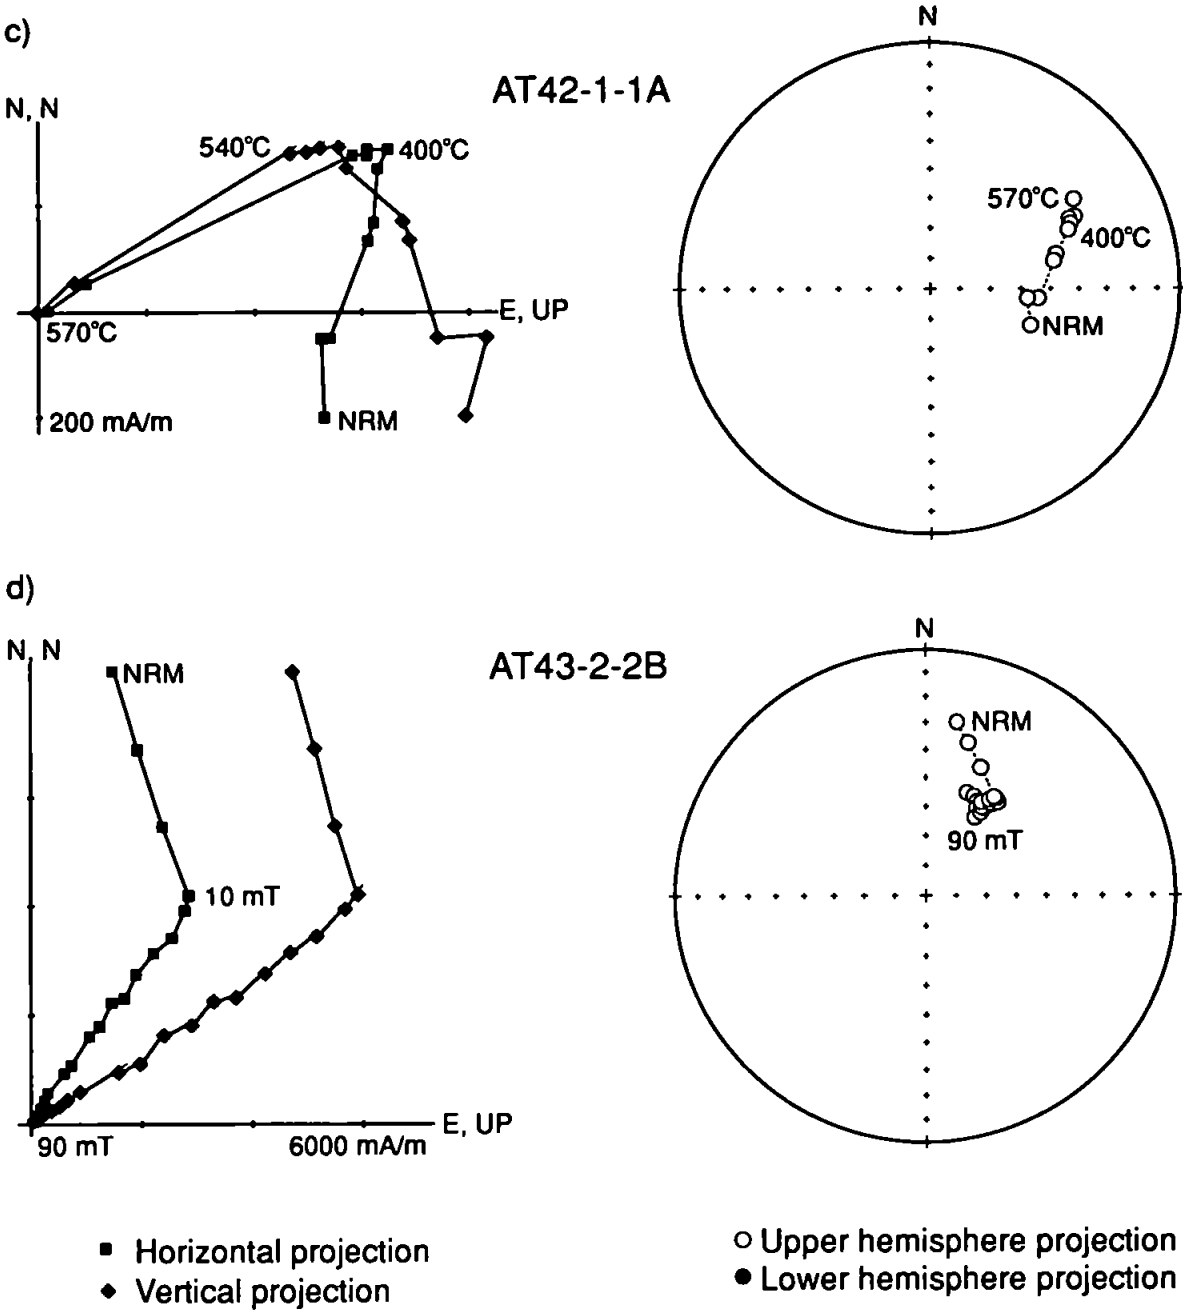 c)
N
AT42-1-1A
N, N
540°C
400°C
570°C
400°C
E, UP
570°C
NRM
200 mA/m
NRM
d)
N
N, N
AT43-2-2B
NRM
NRM
90 mT
10 mT
E, UP
90 mT
6000 mA/m
Horizontal projection
Upper hemisphere projection
Vertical projection
Lower hemisphere projection